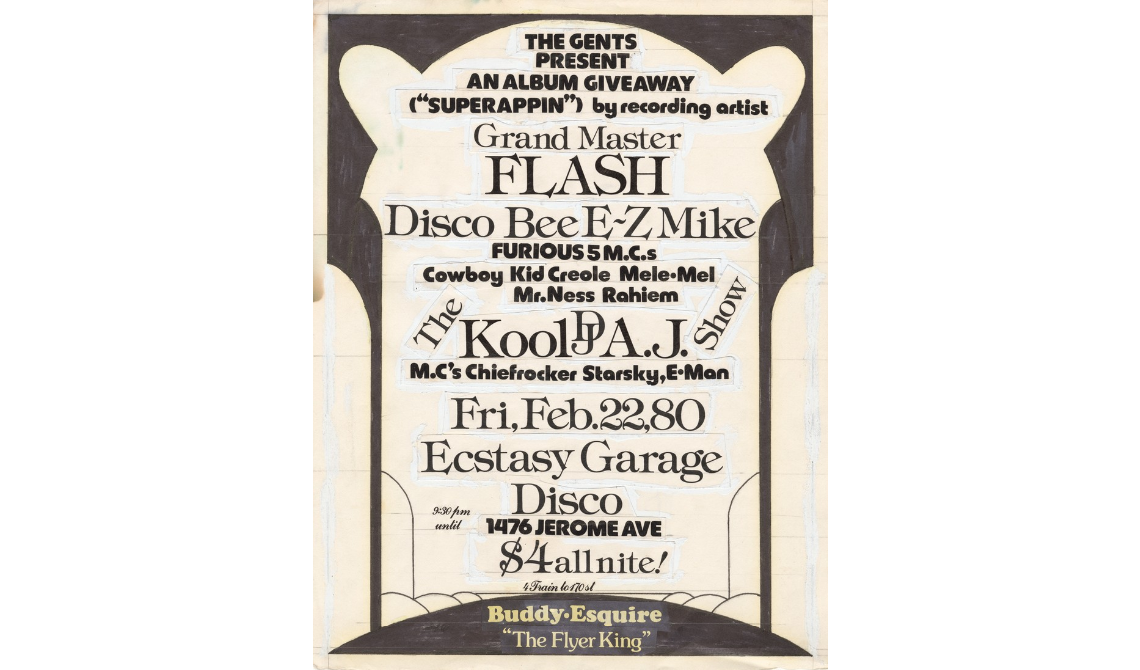 THE GENTS
PRESENT
AN ALBUM GIVEAWAY
("SUPERAPPIN") by recording artist
Grand Master
FLASH
Disco Bee E-Z Mike
FURIOUS 5 M.C.s
Cowboy Kid Creole Mele•Mel
Mr.Ness Rahiem
The Kool DJ A.J. Show
M.C's Chiefrocker Starsky,E•Man
Fri,Feb.22,80
Ecstasy Garage
Disco
9:30 pm
until
1476 JEROME AVE
$4 all nite!
4 Train to 170 st
Buddy•Esquire
"The Flyer King"